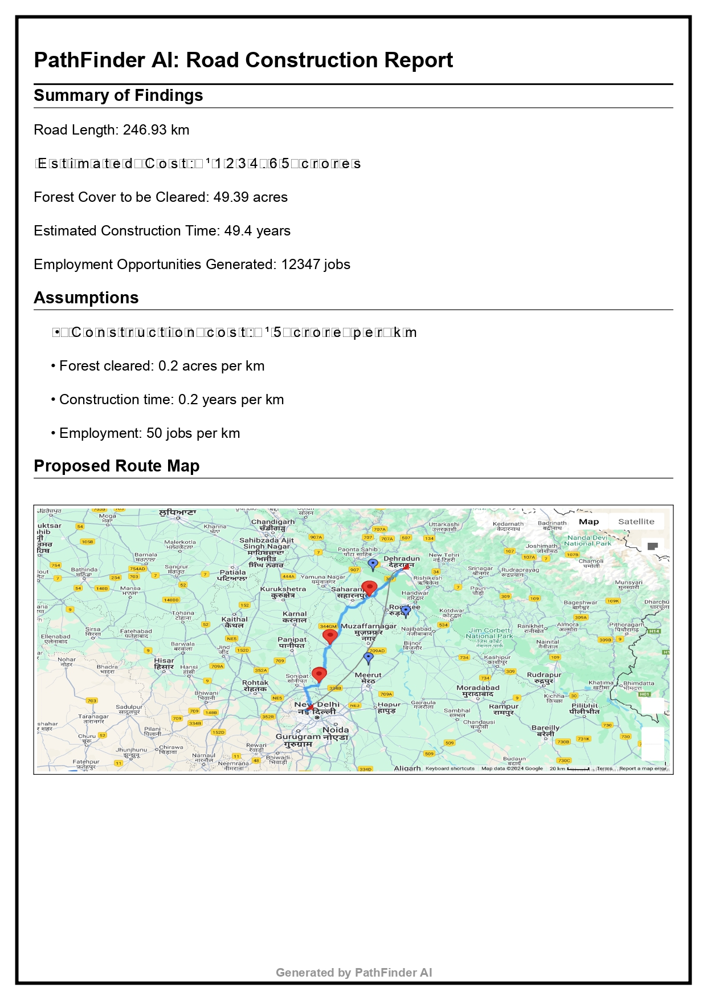 PathFinder AI: Road Construction Report
Summary of Findings
Road Length: 246.93 km
Estimated Cost: ¹1234.65 crores
Forest Cover to be Cleared: 49.39 acres
Estimated Construction Time: 49.4 years
Employment Opportunities Generated: 12347 jobs
Assumptions
• Construction cost: ¹5 crore per km
• Forest cleared: 0.2 acres per km
• Construction time: 0.2 years per km
• Employment: 50 jobs per km
Proposed Route Map
ਲੁਧਿਆਣਾ
Moga
ਮੋਗਾ
Khanna
ਖੰਨਾ
Chandigarh
ਚੰਡੀਗੜ੍ਹ
सोलन
Uttarkashi
उत्तरकाशी
Kedarnath
केदारनाथ
Badrinath
बद्रीनाथ
Map
Satellite
Nanda Devi
National Park
Malerkotla
Sahibzada Ajit
Singh Nagar
ਸਾਹਿਬਜ਼ਾਦਾ
ਅਜੀਤ
ਸਿੰਘ ਨਗਰ
Paonta Sahib
पांटा साहिब
Dehradun
देहरादून
New Tehri
नई टिहरी
Joshimath
जोशीमठ
Chamoli
चमोली
Barnala
ਬਰਨਾਲਾ
Bathinda
ਬਠਿੰਡਾ
Sangrur
ਸੰਗਰੂਰ
Patiala
ਪਟਿਆਲਾ
Yamuna Nagar
यमुनानगर
Rishikesh
ऋषिकेश
Srinagar
श्रीनगर
Rudraprayag
रूद्रप्रयाग
Mansa
ਮਾਨਸਾ
Kurukshetra
कुरुक्षेत्र
सहारनपुर
Haridwar
हरिद्वार
Pauri
पौड़ी
Munsyari
मुनस्यारी
Tohana
टोहाना
Kaithal
कैथल
Karnal
करनाल
Kotdwar
कोटद्वार
Bageshwar
बागेश्वर
Sirsa
सिरसा
Fatehabad
फतेहाबाद
Muzaffarnagar
मुज़फ़्फ़र
नगर
Najibabad
नजीबाबाद
Jim Corbett
National Park
Ranikhet
रानीखेत
Almora
अल्मोरा
Pithoragarh
पिथौरागढ़
Ellenabad
एलेनाबाद
Barwala
बरवाला
Jind
जींद
Panipat
पानीपत
Bijnor
बिजनौर
Nainital
नैनीताल
Nohar
नोहर
Bhadra
भादरा
Hisar
हिसार
Hansi
हांसी
Kashipur
काशीपुर
Rohtak
रोहतक
Sonipat
सोनीपत
Meerut
मेरठ
Moradabad
मुरादाबाद
Rudrapur
रुद्रपुर
Khatima
खटीमा
Bhimdatta
भीमदत्त
Bhiwani
भिवानी
New Delhi
नई दिल्ली
Hapur
हापुड़
Gajraula
गजरौला
Rampur
रामपुर
Kichha
किच्छा
Pilibhit
पीलीभीत
Sadulpur
सादुलपुर
Taranagar
तारानगर
Sambhal
सम्भल
Chandausi
चन्दौसी
Pilani
पिलानी
Churu
चूरू
Gurugram
गुरुग्राम
Noida
नोएडा
Bareilly
बरेली
Jhunjhunu
झुन्झुनू
Chirawa
चिड़ावा
Rewari
रेवाड़ी
Narnaul
नारनौल
Bhiwadi
भिवाड़ी
Neemrana
नीमराना
Fatehpur
फ़तेहपुर
Budaun
बदायूँ
Aligarh
Keyboard shortcuts
Map data ©2024 Google
20 km
Terms
Report a map error
Generated by PathFinder AI